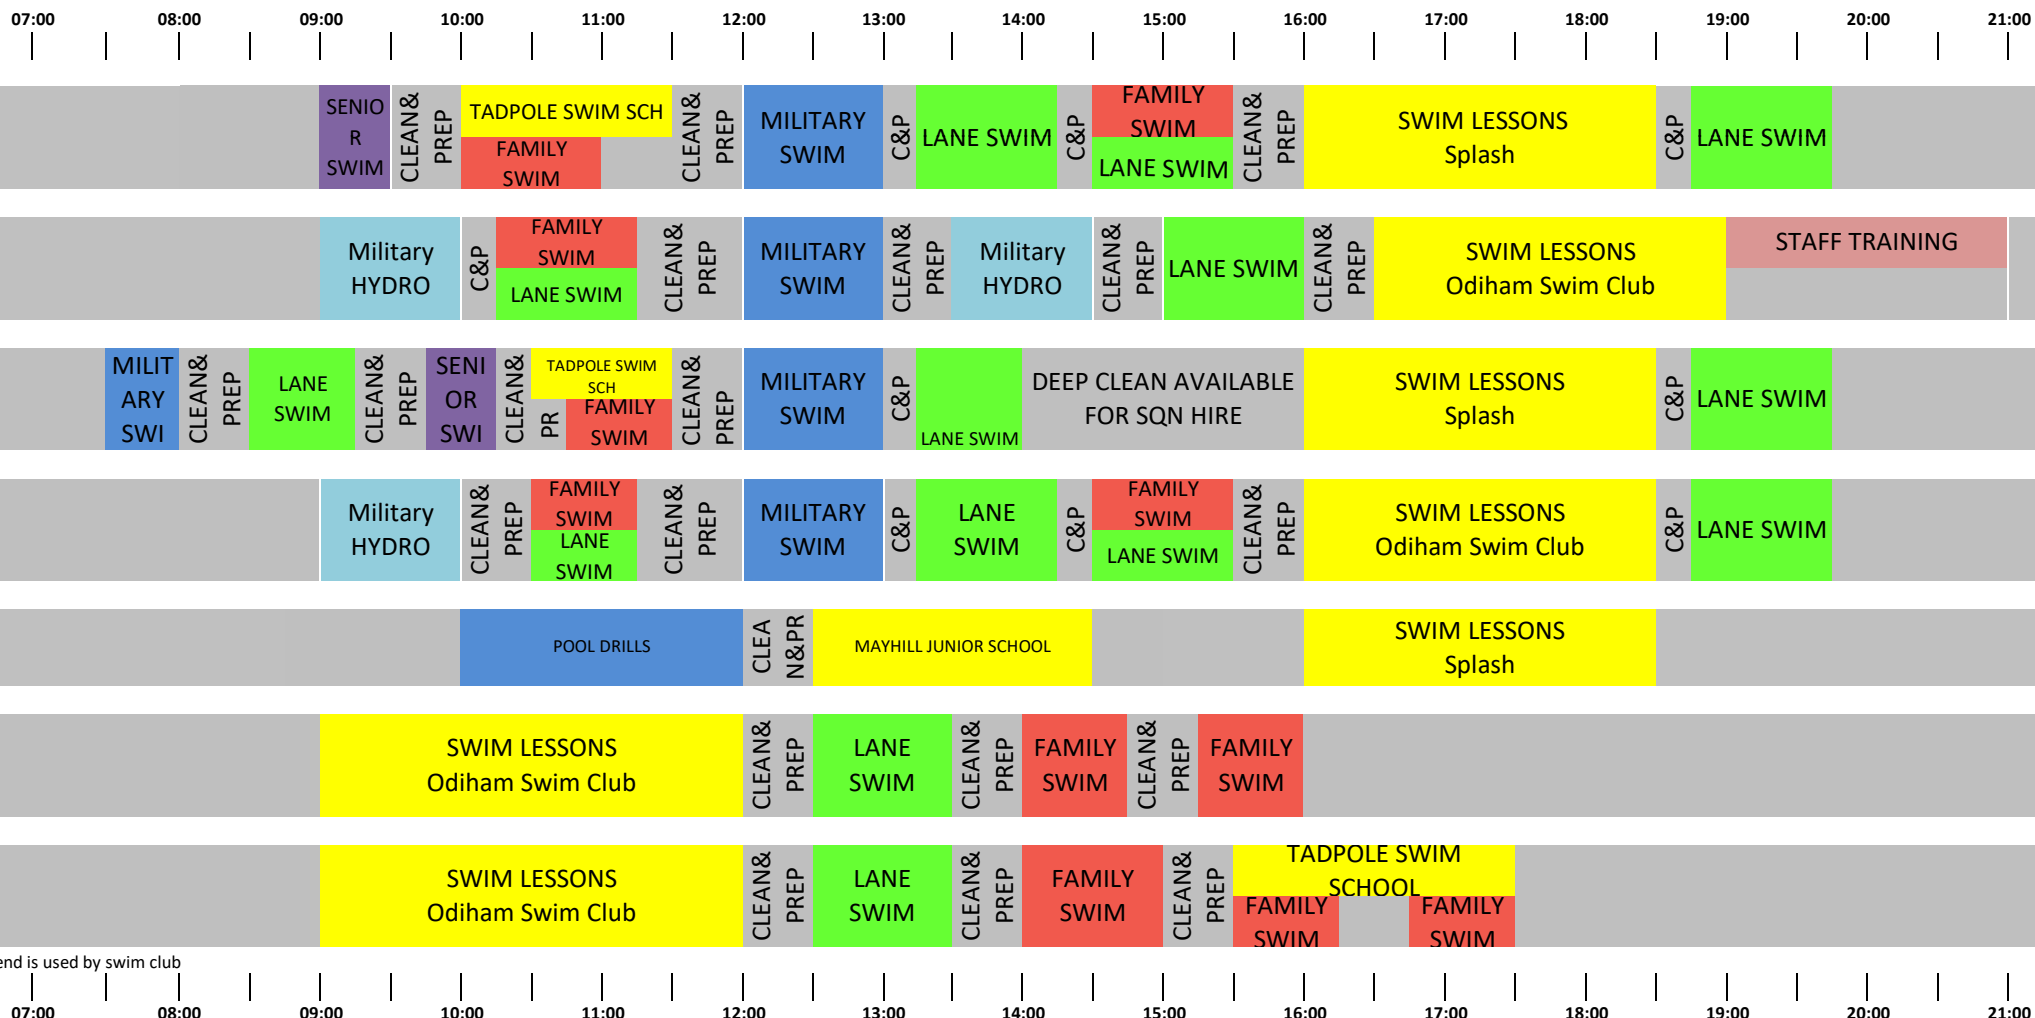 07:00 08:00 09:00 10:00 11:00 12:00 13:00 14:00 15:00 16:00 17:00 18:00 19:00 20:00 21:00
SENIO
R
SWIM
CLEAN&
PREP
TADPOLE SWIM SCH
FAMILY
SWIM
CLEAN&
PREP
MILITARY
SWIM
C&P
LANE SWIM
C&P
FAMILY
SWIM
LANE SWIM
CLEAN&
PREP
SWIM LESSONS
Splash
C&P
LANE SWIM
Military
HYDRO
C&P
FAMILY
SWIM
LANE SWIM
CLEAN&
PREP
MILITARY
SWIM
CLEAN&
PREP
Military
HYDRO
CLEAN&
PREP
LANE SWIM
CLEAN&
PREP
SWIM LESSONS
Odiham Swim Club
STAFF TRAINING
MILIT
ARY
SWI
CLEAN&
PREP
LANE
SWIM
CLEAN&
PREP
SENI
OR
SWI
CLEAN&
PR
TADPOLE SWIM
SCH
FAMILY
SWIM
CLEAN&
PREP
MILITARY
SWIM
C&P
LANE SWIM
DEEP CLEAN AVAILABLE
FOR SQN HIRE
SWIM LESSONS
Splash
C&P
LANE SWIM
Military
HYDRO
CLEAN&
PREP
FAMILY
SWIM
LANE
SWIM
CLEAN&
PREP
MILITARY
SWIM
C&P
LANE
SWIM
C&P
FAMILY
SWIM
LANE SWIM
CLEAN&
PREP
SWIM LESSONS
Odiham Swim Club
C&P
LANE SWIM
POOL DRILLS
CLEA
N&PR
MAYHILL JUNIOR SCHOOL
SWIM LESSONS
Splash
SWIM LESSONS
Odiham Swim Club
CLEAN&
PREP
LANE
SWIM
CLEAN&
PREP
FAMILY
SWIM
CLEAN&
PREP
FAMILY
SWIM
SWIM LESSONS
Odiham Swim Club
CLEAN&
PREP
LANE
SWIM
CLEAN&
PREP
FAMILY
SWIM
CLEAN&
PREP
TADPOLE SWIM
SCHOOL
FAMILY
SWIM
FAMILY
SWIM
end is used by swim club
07:00 08:00 09:00 10:00 11:00 12:00 13:00 14:00 15:00 16:00 17:00 18:00 19:00 20:00 21:00